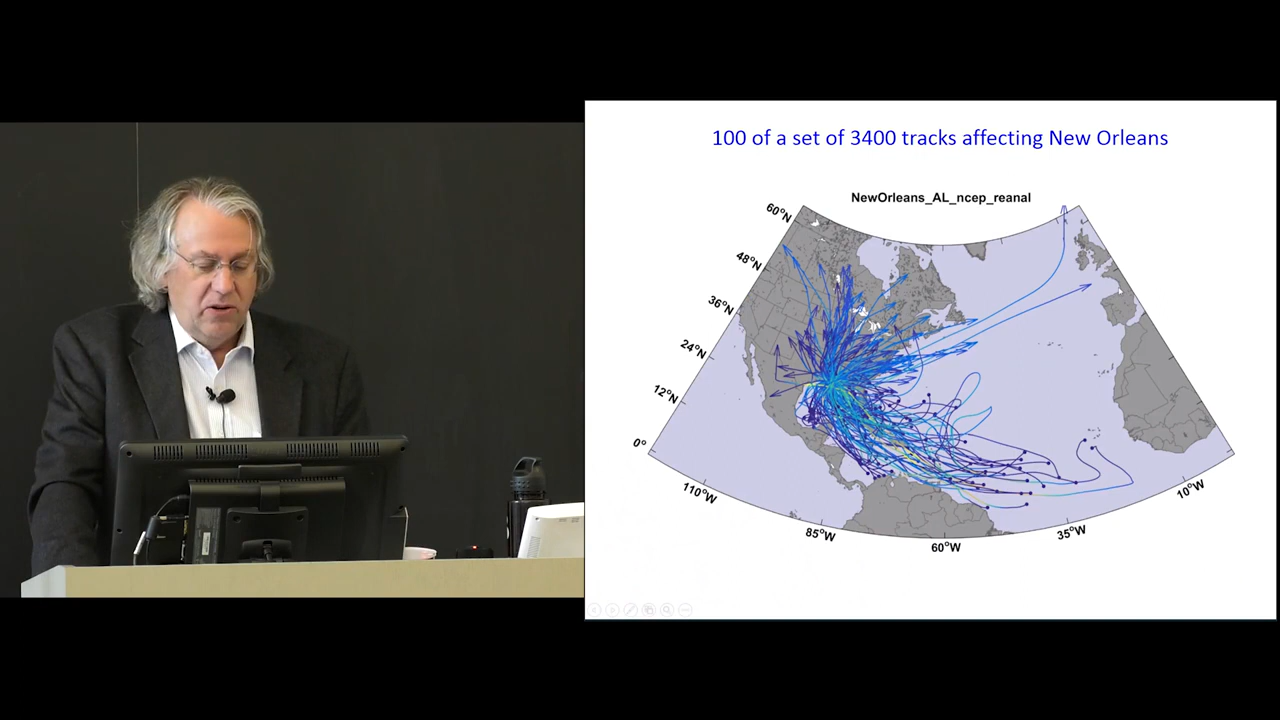 100 of a set of 3400 tracks affecting New Orleans
NewOrleans_AL_ncep_reanal
60°N
48°N
36°N
24°N
12°N
0°
110°W
85°W
60°W
35°W
10°W